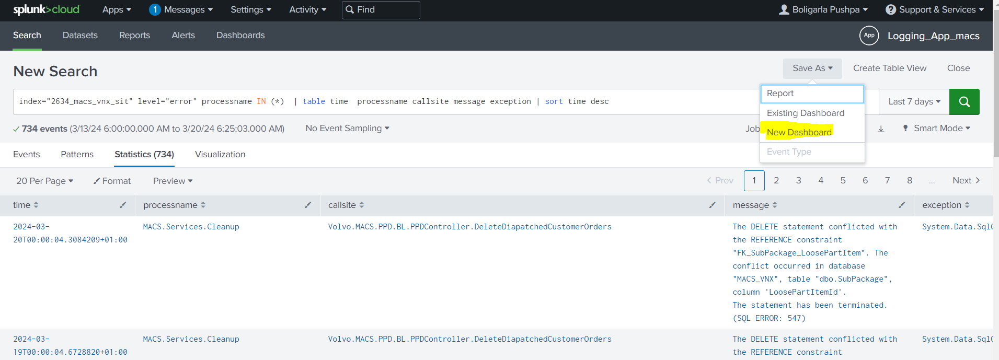 splunk>cloud Apps 1 Messages Settings Activity Find Boligarla Pushpa ? Support & Services
Search Datasets Reports Alerts Dashboards App Logging_App_macs
New Search Save As Create Table View Close
index="2634_macs_vnx_sit" level="error" processname IN (*) | table time processname callsite message exception | sort time desc Last 7 days
Report
Existing Dashboard
New Dashboard
Event Type
734 events (3/13/24 6:00:00.000 AM to 3/20/24 6:25:03.000 AM) No Event Sampling Job Smart Mode
Events Patterns Statistics (734) Visualization
20 Per Page Format Preview < Prev 1 2 3 4 5 6 7 8 ... Next >
time processname callsite message exception
2024-03- MACS.Services.Cleanup Volvo.MACS.PPD.BL.PPDController.DeleteDiapatchedCustomerOrders The DELETE statement conflicted with System.Data.Sql
20T00:00:04.3084209+01:00 the REFERENCE constraint
"FK_SubPackage_LoosePartItem". The
conflict occurred in database
"MACS_VNX", table "dbo.SubPackage",
column 'LoosePartItemId'.
The statement has been terminated.
(SQL ERROR: 547)
2024-03- MACS.Services.Cleanup Volvo.MACS.PPD.BL.PPDController.DeleteDiapatchedCustomerOrders The DELETE statement conflicted with System.Data.Sql
19T00:00:04.6728820+01:00 the REFERENCE constraint